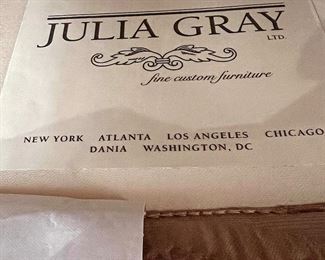 JULIA GRAY
LTD.
fine custom furniture
NEW YORK ATLANTA LOS ANGELES CHICAGO
DANIA WASHINGTON, DC